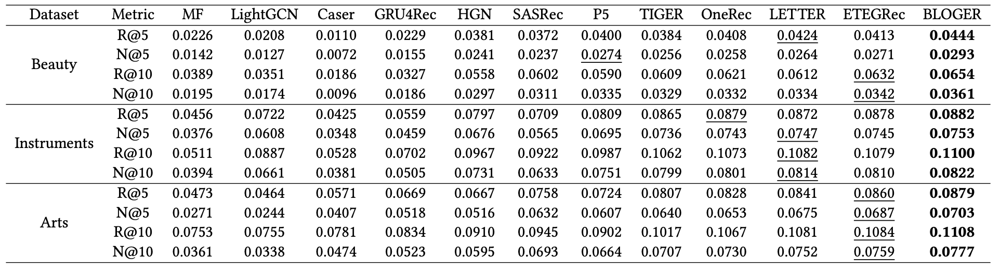 Dataset Metric MF LightGCN Caser GRU4Rec HGN SASRec P5 TIGER OneRec LETTER ETEGRec BLOGER
Beauty
R@5 0.0226 0.0208 0.0110 0.0229 0.0381 0.0372 0.0400 0.0384 0.0408 0.0424 0.0413 0.0444
N@5 0.0142 0.0127 0.0072 0.0155 0.0241 0.0237 0.0274 0.0256 0.0258 0.0264 0.0271 0.0293
R@10 0.0389 0.0351 0.0186 0.0327 0.0558 0.0602 0.0590 0.0609 0.0621 0.0612 0.0632 0.0654
N@10 0.0195 0.0174 0.0096 0.0186 0.0297 0.0311 0.0335 0.0329 0.0332 0.0334 0.0342 0.0361
Instruments
R@5 0.0456 0.0722 0.0425 0.0559 0.0797 0.0709 0.0809 0.0865 0.0879 0.0872 0.0878 0.0882
N@5 0.0376 0.0608 0.0348 0.0459 0.0676 0.0565 0.0695 0.0736 0.0743 0.0747 0.0745 0.0753
R@10 0.0511 0.0887 0.0528 0.0702 0.0967 0.0922 0.0987 0.1062 0.1073 0.1082 0.1079 0.1100
N@10 0.0394 0.0661 0.0381 0.0505 0.0731 0.0633 0.0751 0.0799 0.0801 0.0814 0.0810 0.0822
Arts
R@5 0.0473 0.0464 0.0571 0.0669 0.0667 0.0758 0.0724 0.0807 0.0828 0.0841 0.0860 0.0879
N@5 0.0271 0.0244 0.0407 0.0518 0.0516 0.0632 0.0607 0.0640 0.0653 0.0675 0.0687 0.0703
R@10 0.0753 0.0755 0.0781 0.0834 0.0910 0.0945 0.0902 0.1017 0.1067 0.1081 0.1084 0.1108
N@10 0.0361 0.0338 0.0474 0.0523 0.0595 0.0693 0.0664 0.0707 0.0730 0.0752 0.0759 0.0777